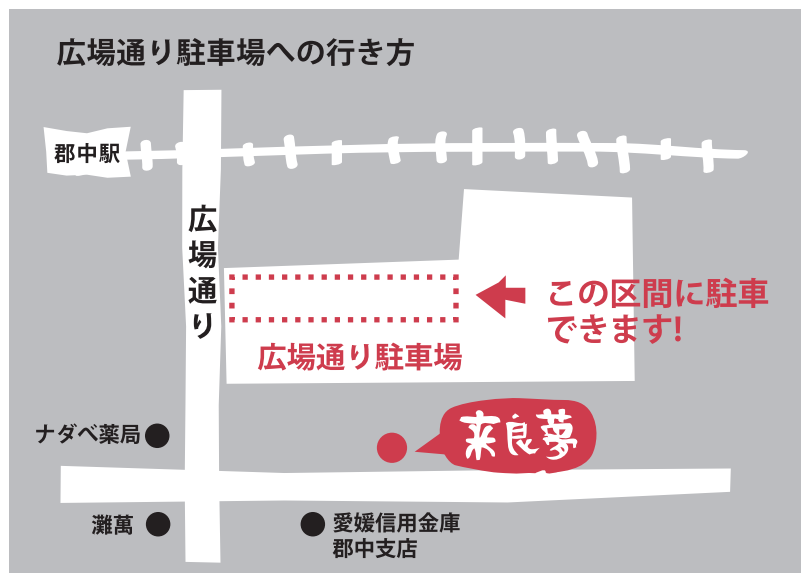 広場通り駐車場への行き方
郡中駅
広場通り
この区間に駐車
できます!
広場通り駐車場
ナダベ薬局
来良夢
灘萬
愛媛信用金庫
郡中支店